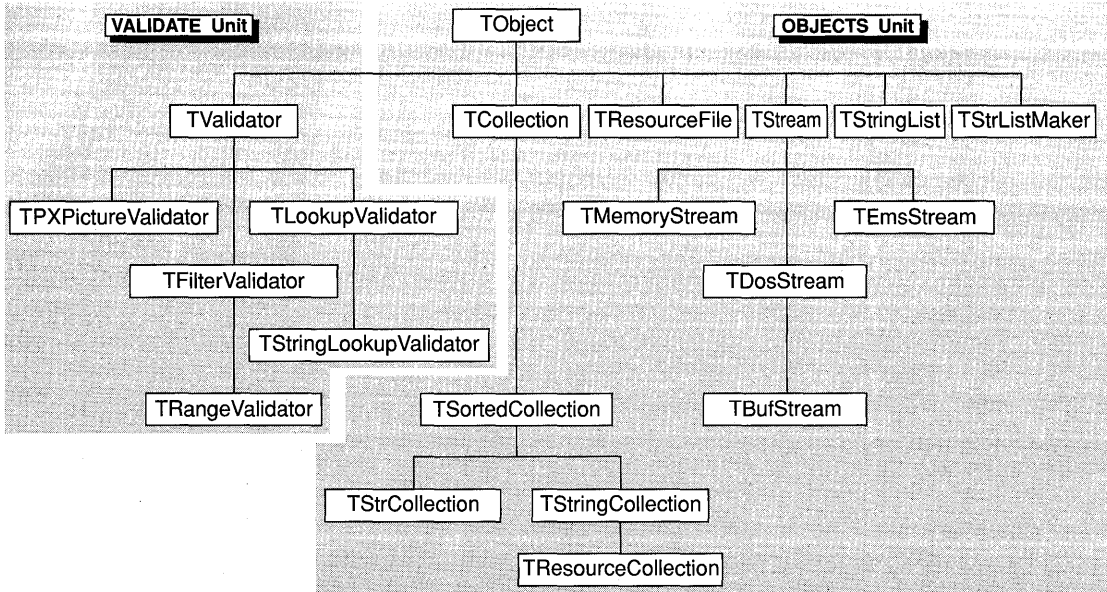 VALIDATE Unit
TObject
OBJECTS Unit
TValidator
TCollection
TResourceFile
TStream
TStringList
TStrListMaker
TPXPictureValidator
TLookupValidator
TMemoryStream
TEmsStream
TFilterValidator
TDosStream
TStringLookupValidator
TRangeValidator
TSortedCollection
TBufStream
TStrCollection
TStringCollection
TResourceCollection